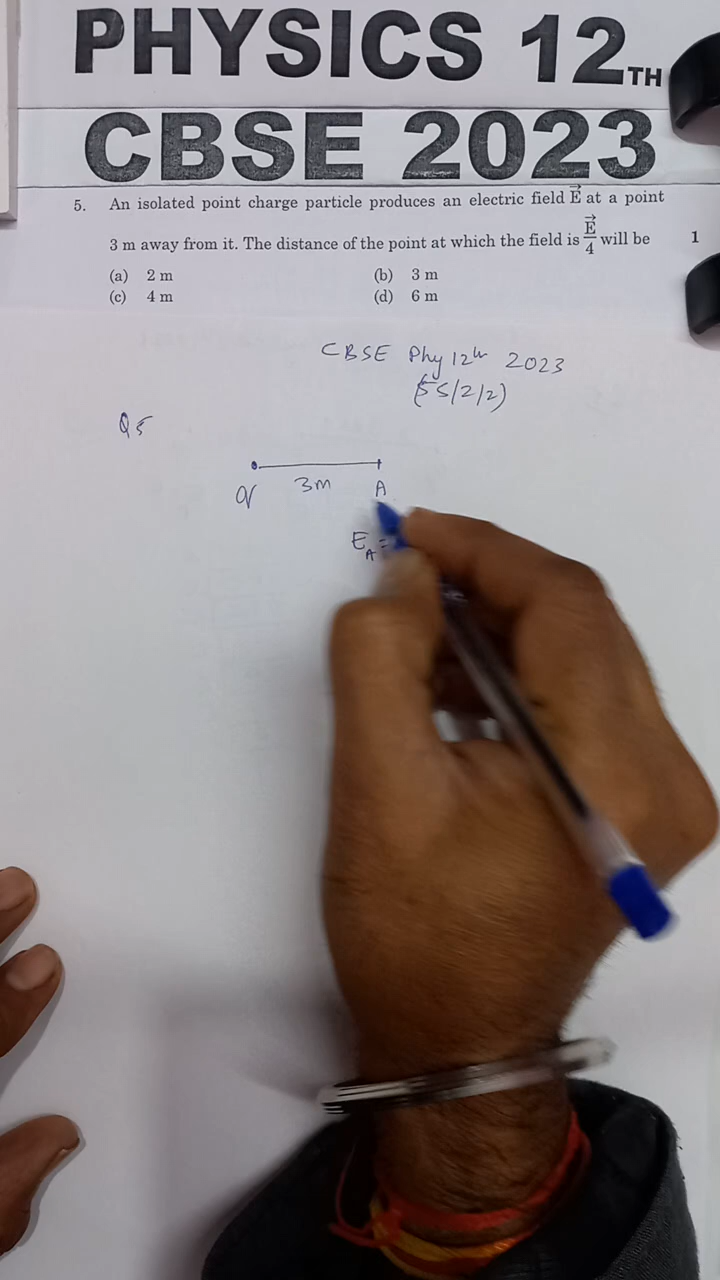 PHYSICS 12TH
CBSE 2023
5. An isolated point charge particle produces an electric field E⃗ at a point
3 m away from it. The distance of the point at which the field is E⃗/4 will be 1
(a) 2 m (b) 3 m
(c) 4 m (d) 6 m
CBSE Phy 12th 2023
(55/2/2)
Q5
q 3m A
E_A =